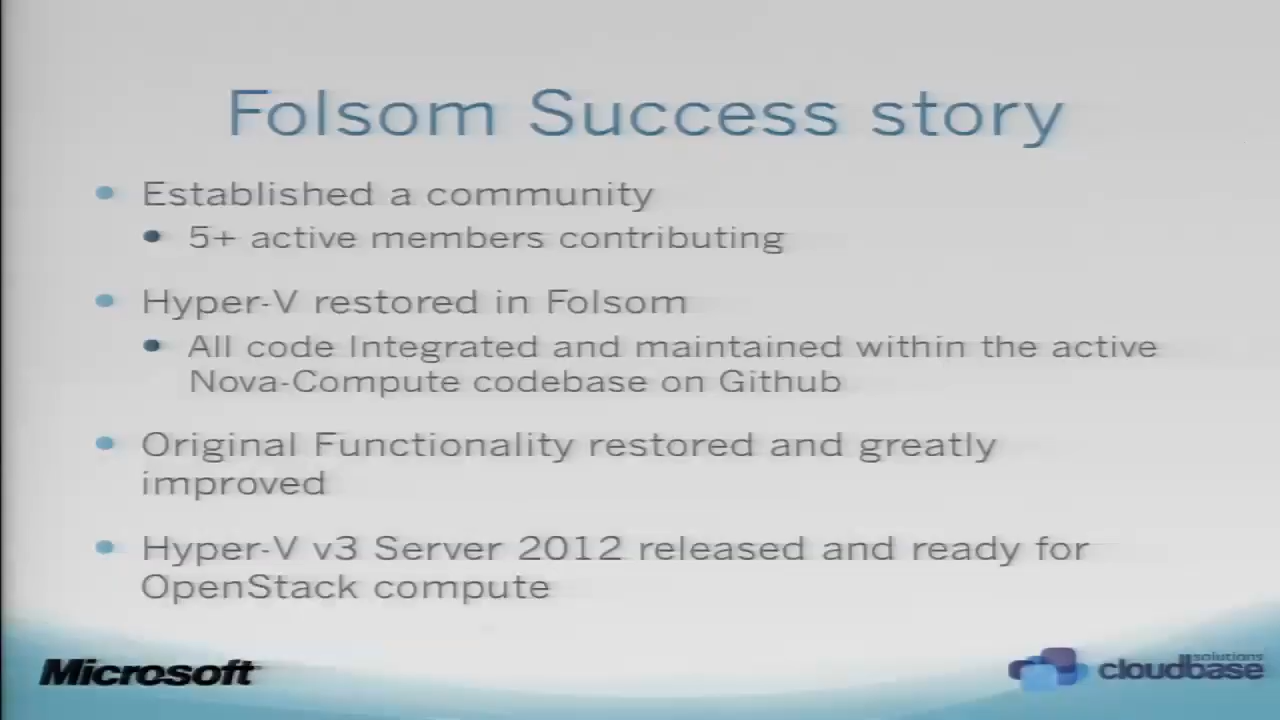 Folsom Success story
Established a community
5+ active members contributing
Hyper-V restored in Folsom
All code Integrated and maintained within the active
Nova-Compute codebase on Github
Original Functionality restored and greatly
improved
Hyper-V v3 Server 2012 released and ready for
OpenStack compute
Microsoft
cloudbase
solutions